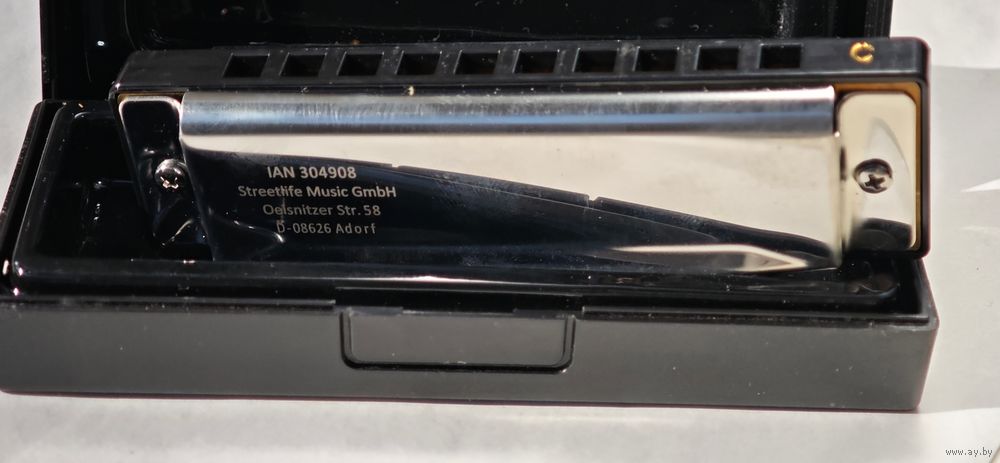 C
IAN 304908
Streetlife Music GmbH
Oelsnitzer Str. 58
D-08626 Adorf
www.ay.by